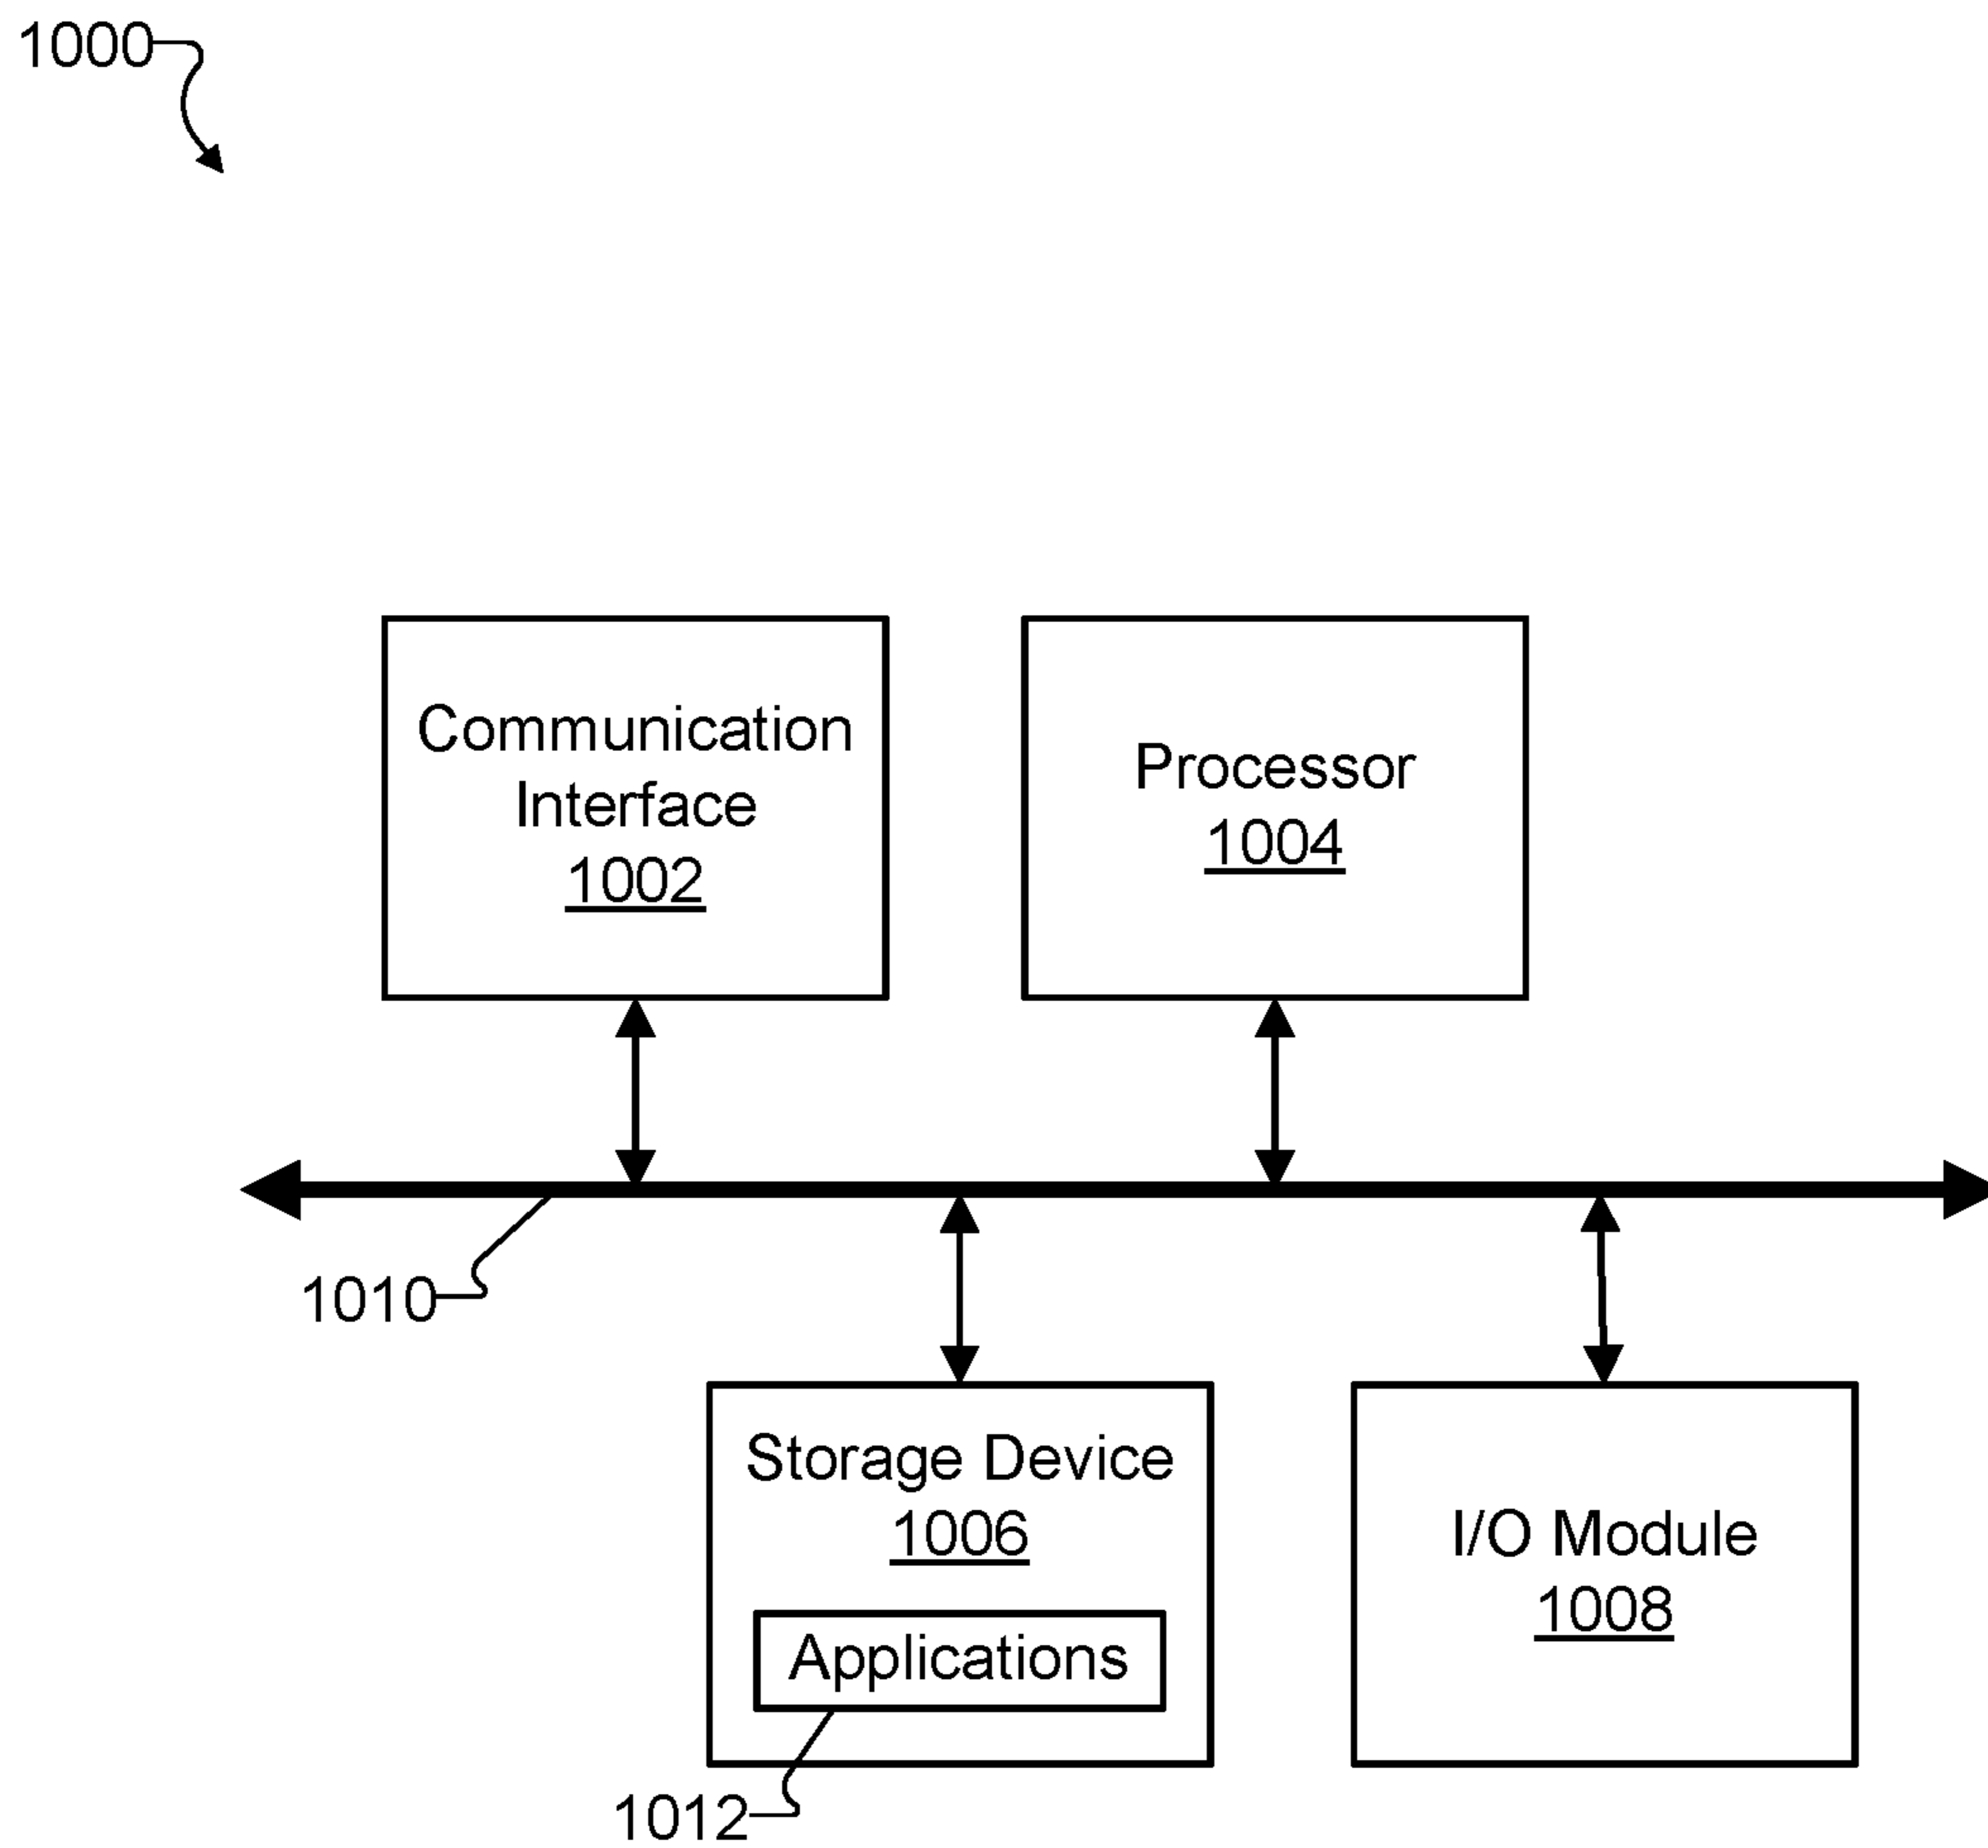 1000
Communication
Interface
1002
Processor
1004
1010
Storage Device
1006
Applications
1012
I/O Module
1008